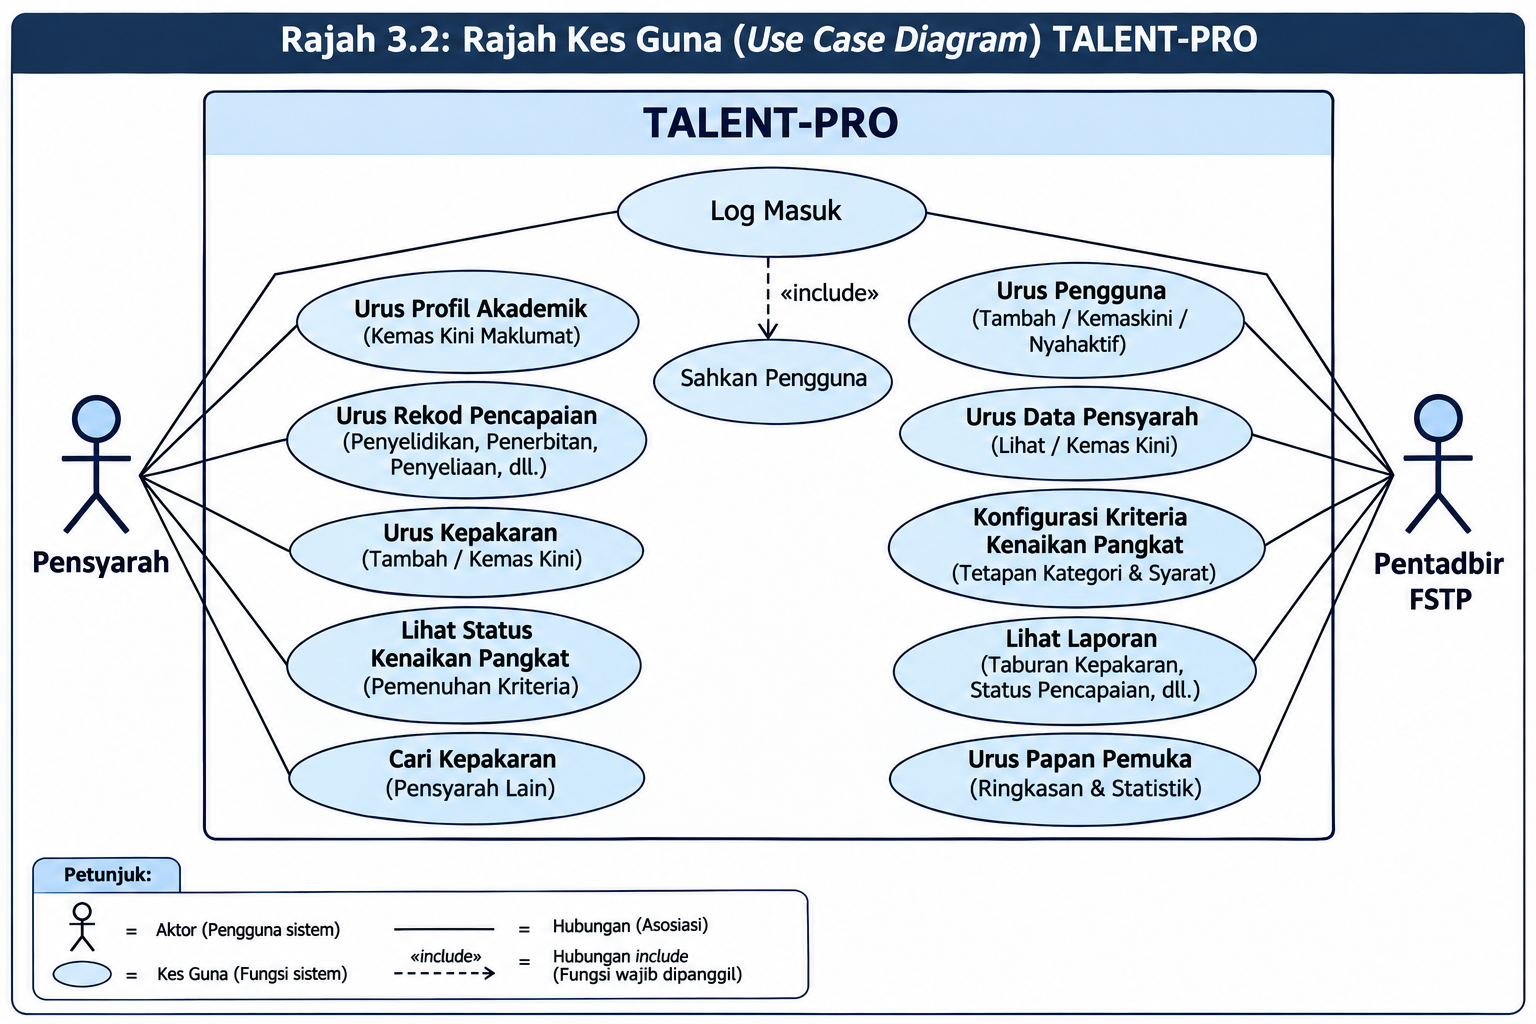 Rajah 3.2: Rajah Kes Guna (Use Case Diagram) TALENT-PRO
TALENT-PRO
Log Masuk
«include»
Sahkan Pengguna
Urus Profil Akademik
(Kemas Kini Maklumat)
Urus Rekod Pencapaian
(Penyelidikan, Penerbitan,
Penyeliaan, dll.)
Urus Kepakaran
(Tambah / Kemas Kini)
Lihat Status
Kenaikan Pangkat
(Pemenuhan Kriteria)
Cari Kepakaran
(Pensyarah Lain)
Urus Pengguna
(Tambah / Kemaskini /
Nyahaktif)
Urus Data Pensyarah
(Lihat / Kemas Kini)
Konfigurasi Kriteria
Kenaikan Pangkat
(Tetapan Kategori & Syarat)
Lihat Laporan
(Taburan Kepakaran,
Status Pencapaian, dll.)
Urus Papan Pemuka
(Ringkasan & Statistik)
Pensyarah
Pentadbir
FSTP
Petunjuk:
= Aktor (Pengguna sistem)
= Hubungan (Asosiasi)
= Kes Guna (Fungsi sistem)
«include» = Hubungan include
(Fungsi wajib dipanggil)